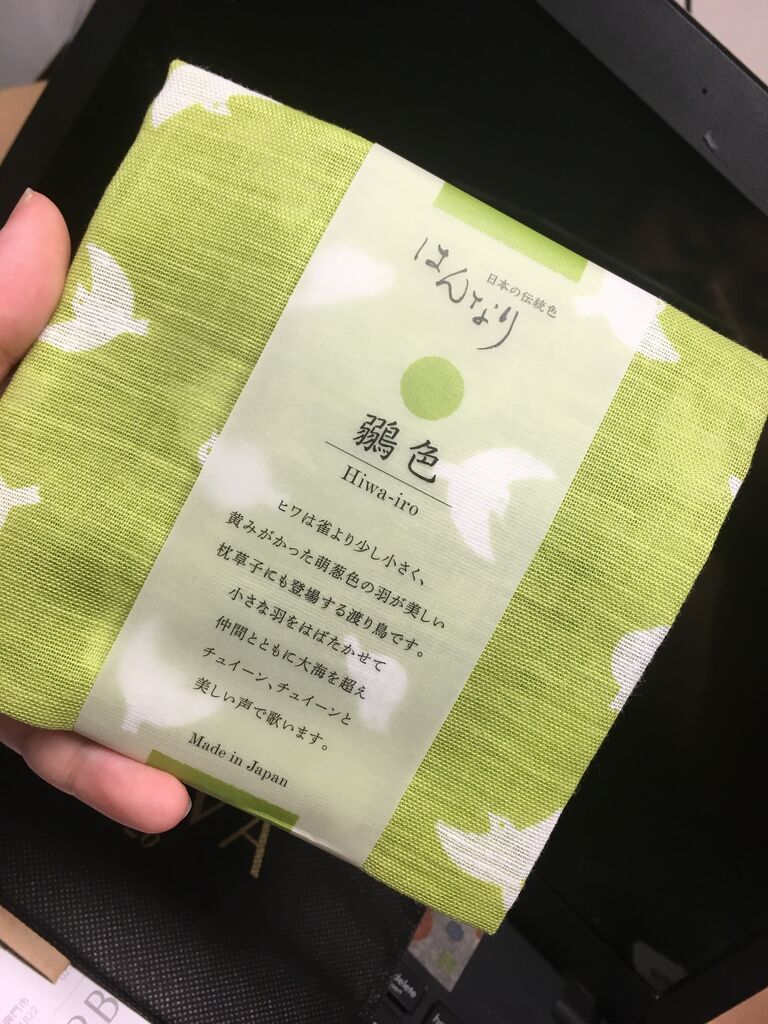 はんなり
日本の伝統色
鶸色
Hiwa-iro
ヒワは雀より少し小さく、
黄みがかった萌葱色の羽が美しい
枕草子にも登場する渡り鳥です。
小さな羽をはばたかせて
仲間とともに大海を超え
チュイーン、チュイーンと
美しい声で歌います。
Made in Japan
VA
delete
B
1822